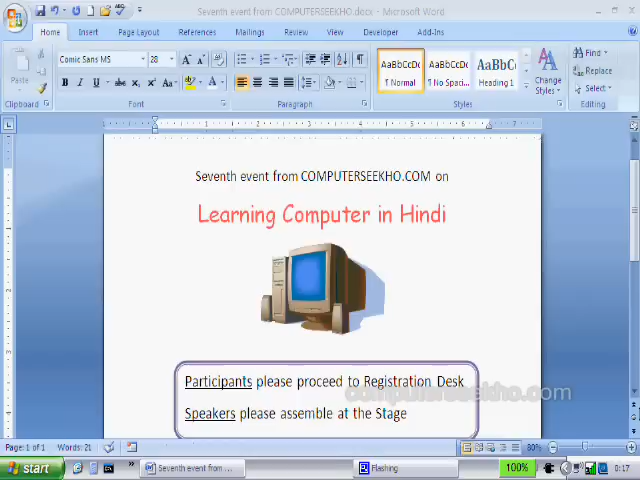 Seventh event from COMPUTERSEEKHO.docx - Microsoft Word
Home Insert Page Layout References Mailings Review View Developer Add-Ins
Comic Sans MS 28
Paste
Clipboard Font Paragraph Styles Editing
AaBbCcDc AaBbCcDc AaBbCc
¶ Normal ¶ No Spaci... Heading 1
Change Styles
Find
Replace
Select
Seventh event from COMPUTERSEEKHO.COM on
Learning Computer in Hindi
Participants please proceed to Registration Desk
computerseekho.com
Speakers please assemble at the Stage
Page: 1 of 1 Words: 21 80%
start Seventh event from ... Flashing 100% 0:17